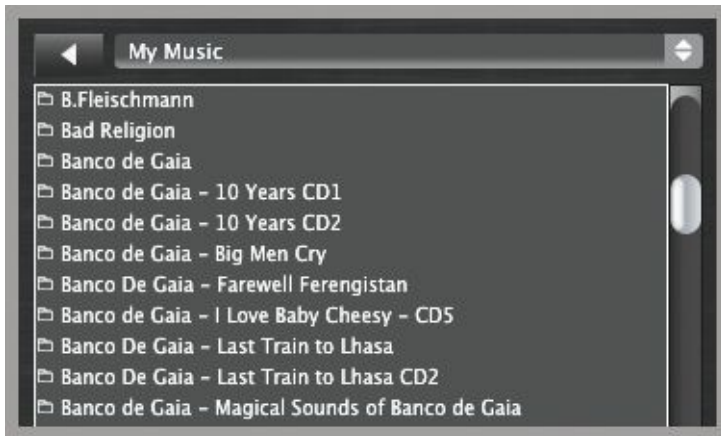 My Music
B.Fleischmann
Bad Religion
Banco de Gaia
Banco de Gaia – 10 Years CD1
Banco de Gaia – 10 Years CD2
Banco de Gaia – Big Men Cry
Banco De Gaia – Farewell Ferengistan
Banco de Gaia – I Love Baby Cheesy – CD5
Banco De Gaia – Last Train to Lhasa
Banco De Gaia – Last Train to Lhasa CD2
Banco de Gaia – Magical Sounds of Banco de Gaia